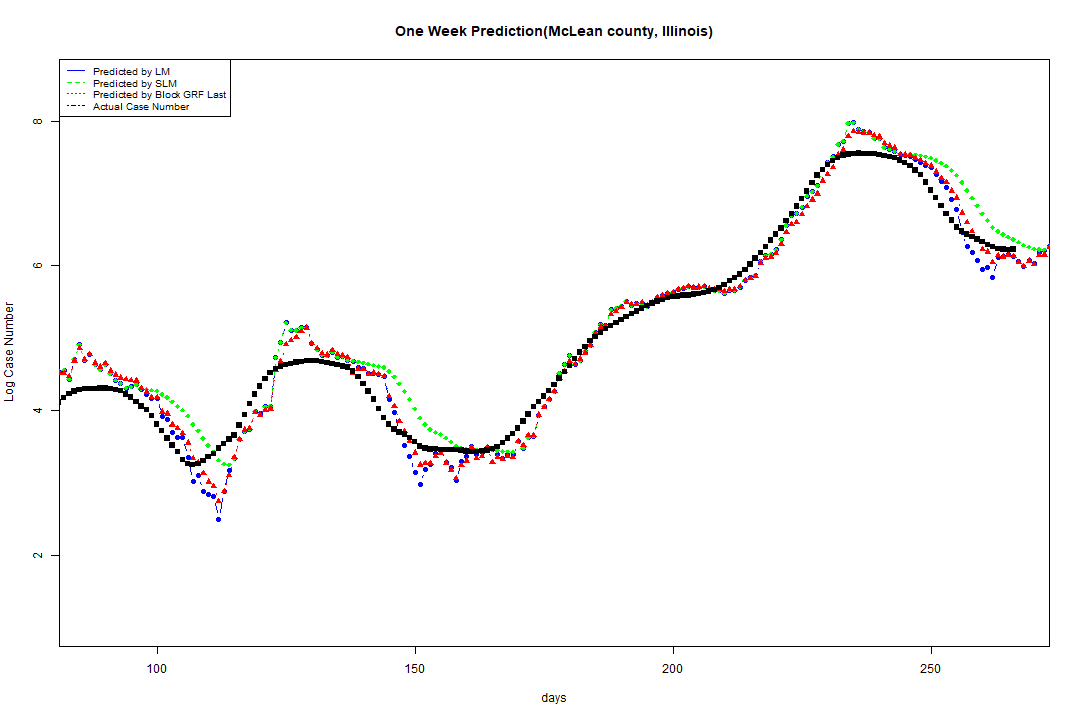 One Week Prediction(McLean county, Illinois)
Predicted by LM
Predicted by SLM
Predicted by Block GRF Last
Actual Case Number
8
6
4
2
Log Case Number
100 150 200 250
days